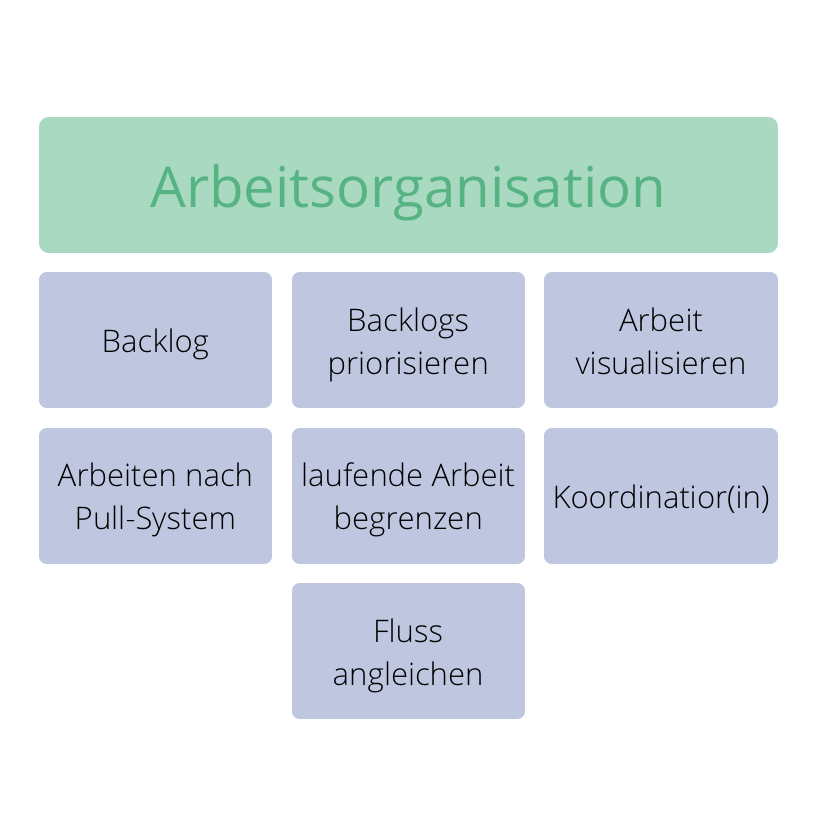 Arbeitsorganisation
Backlog
Backlogs
priorisieren
Arbeit
visualisieren
Arbeiten nach
Pull-System
laufende Arbeit
begrenzen
Koordinatior(in)
Fluss
angleichen